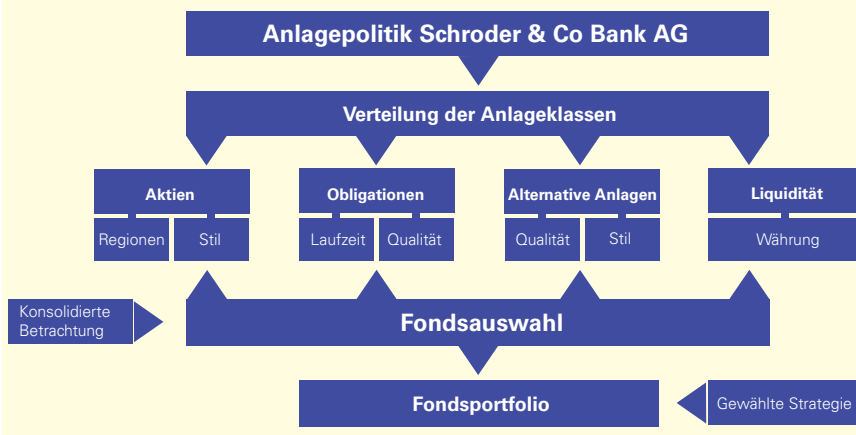 Anlagepolitik Schroder & Co Bank AG
Verteilung der Anlageklassen
Aktien
Obligationen
Alternative Anlagen
Liquidität
Regionen
Stil
Laufzeit
Qualität
Qualität
Stil
Währung
Konsolidierte
Betrachtung
Fondsauswahl
Fondsportfolio
Gewählte Strategie